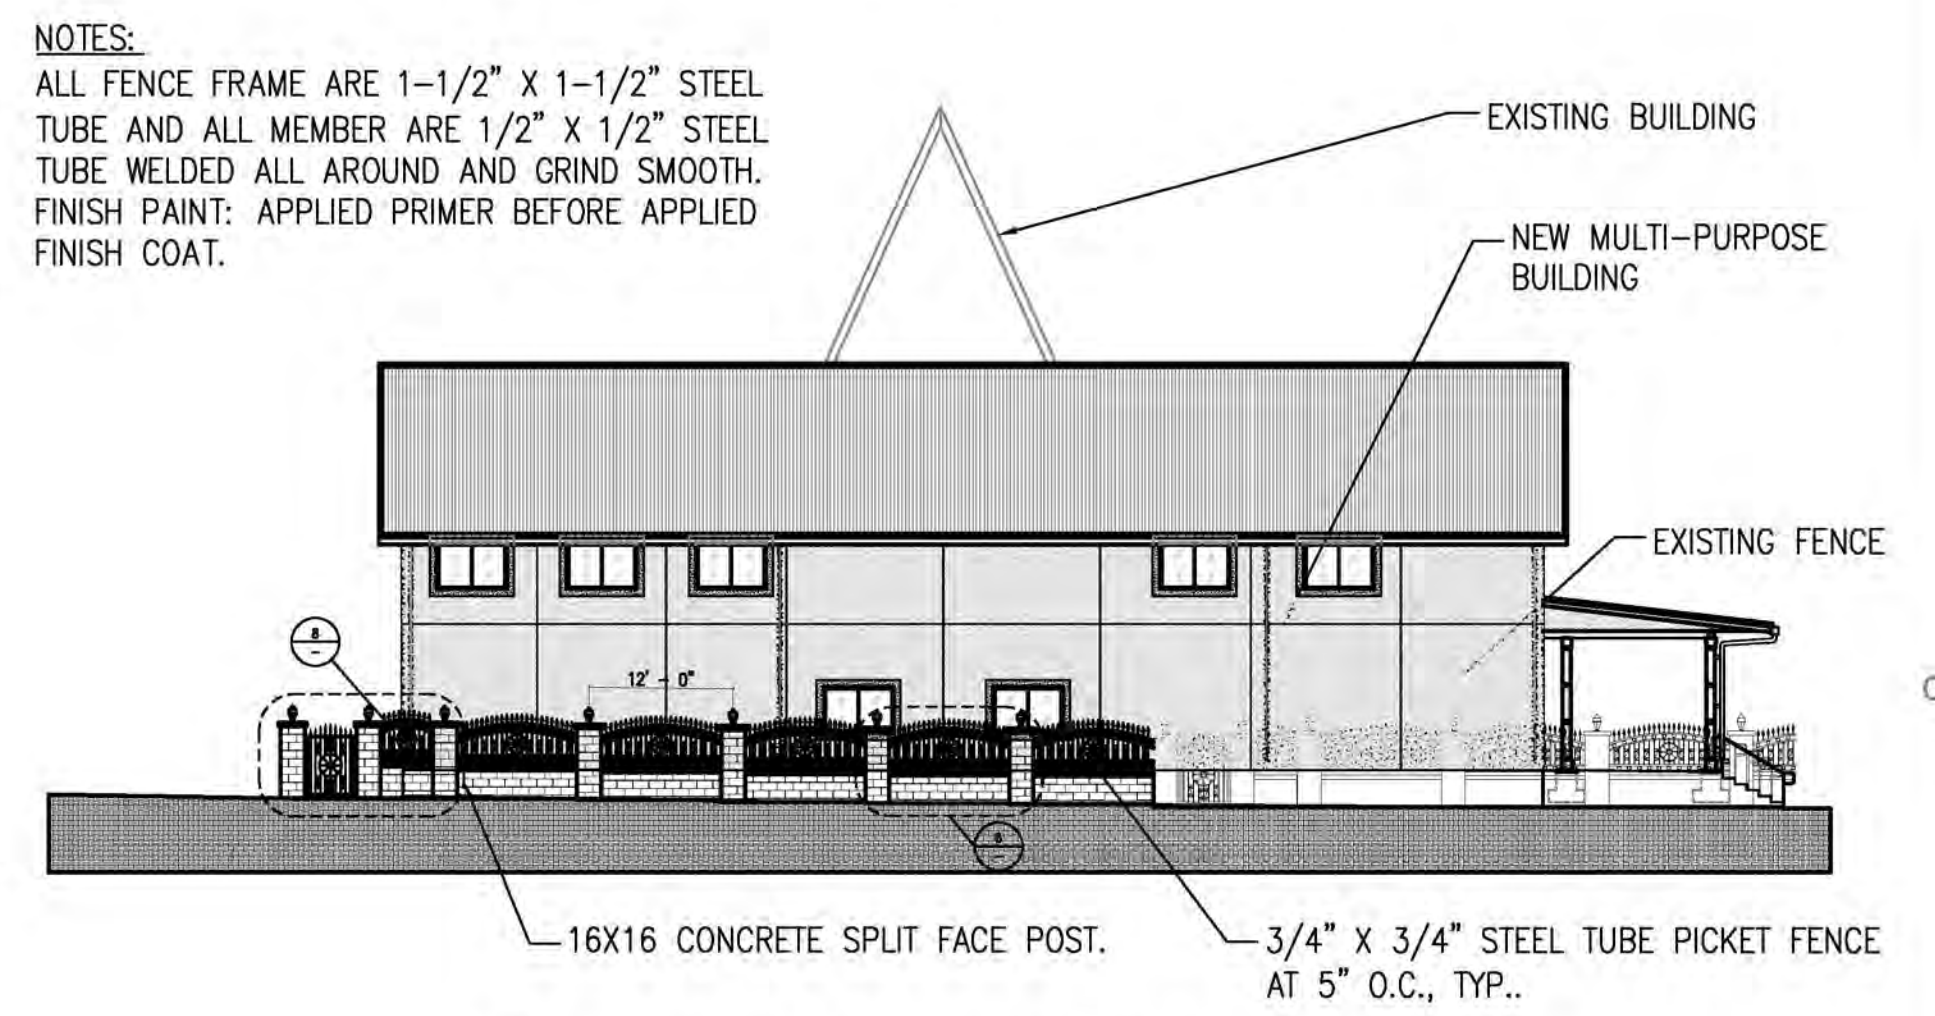 NOTES:
ALL FENCE FRAME ARE 1-1/2" X 1-1/2" STEEL
TUBE AND ALL MEMBER ARE 1/2" X 1/2" STEEL
TUBE WELDED ALL AROUND AND GRIND SMOOTH.
FINISH PAINT: APPLIED PRIMER BEFORE APPLIED
FINISH COAT.
EXISTING BUILDING
NEW MULTI-PURPOSE
BUILDING
EXISTING FENCE
8
-
12' - 0"
16X16 CONCRETE SPLIT FACE POST.
3/4" X 3/4" STEEL TUBE PICKET FENCE
AT 5" O.C., TYP..